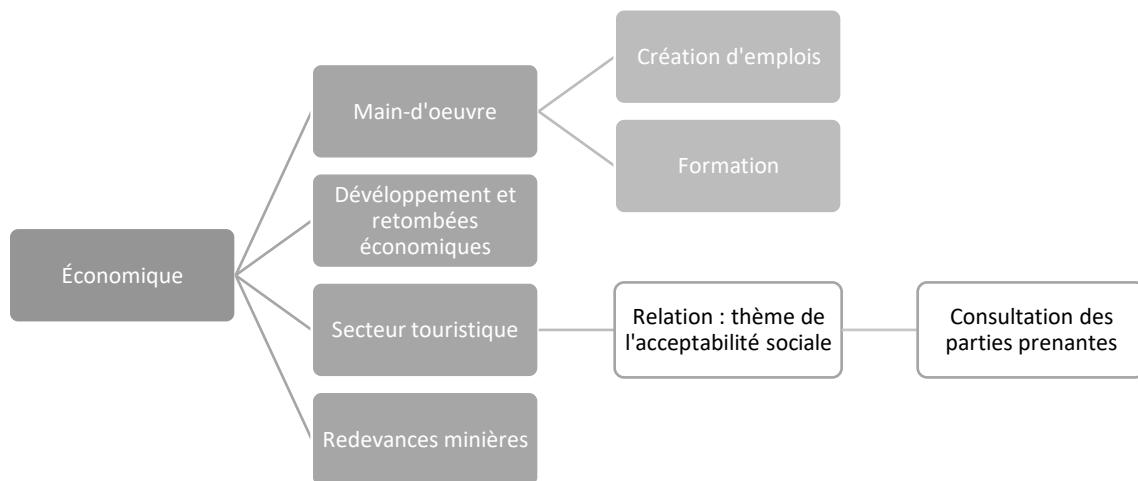 Économique
Main-d'oeuvre
Dévéloppement et
retombées
économiques
Secteur touristique
Redevances minières
Création d'emplois
Formation
Relation : thème de
l'acceptabilité sociale
Consultation des
parties prenantes